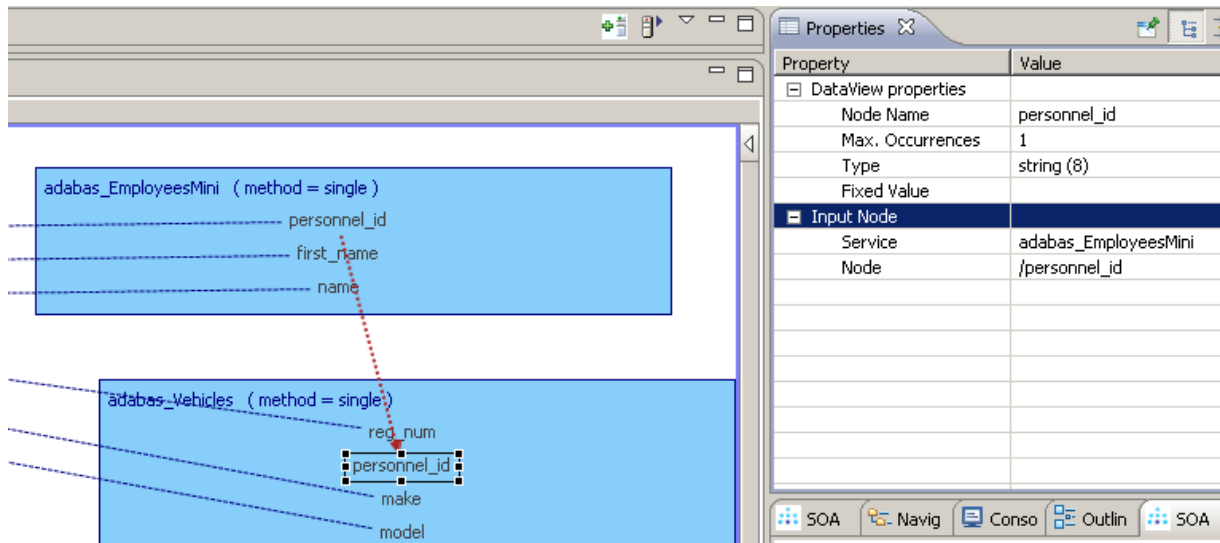 adabas_EmployeesMini ( method = single )
personnel_id
first_name
name
adabas_Vehicles ( method = single )
reg_num
personnel_id
make
model
Properties
Property Value
DataView properties
Node Name personnel_id
Max. Occurrences 1
Type string (8)
Fixed Value
Input Node
Service adabas_EmployeesMini
Node /personnel_id
SOA Navig Conso Outlin SOA